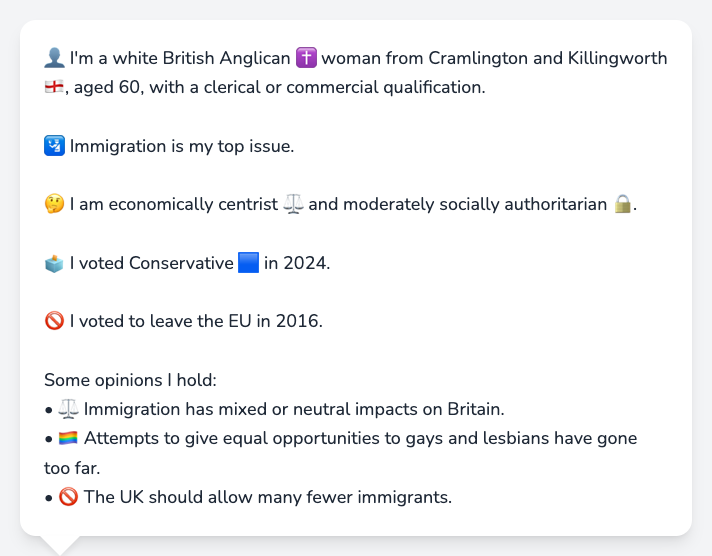 👤 I'm a white British Anglican ✝️ woman from Cramlington and Killingworth
🏴󠁧󠁢󠁥󠁮󠁧󠁿, aged 60, with a clerical or commercial qualification.
🛂 Immigration is my top issue.
🤔 I am economically centrist ⚖️ and moderately socially authoritarian 🔒.
🗳️ I voted Conservative 🟦 in 2024.
🚫 I voted to leave the EU in 2016.
Some opinions I hold:
• ⚖️ Immigration has mixed or neutral impacts on Britain.
• 🏳️‍🌈 Attempts to give equal opportunities to gays and lesbians have gone
too far.
• 🚫 The UK should allow many fewer immigrants.